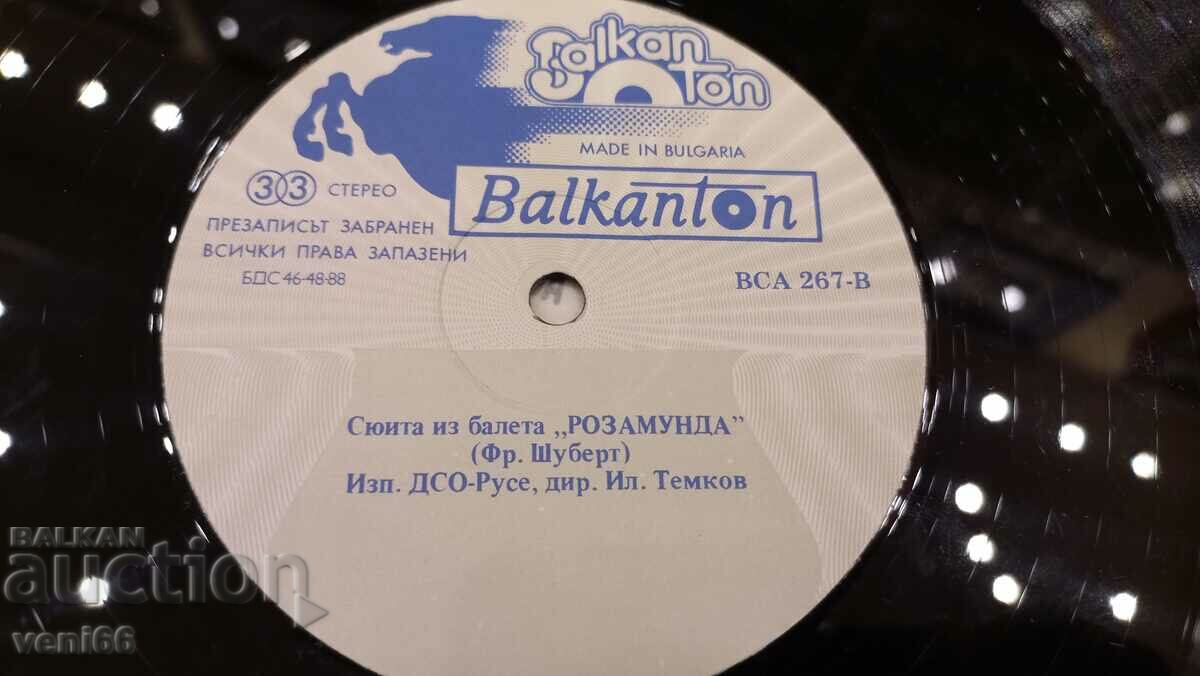 Balkan
ton
MADE IN BULGARIA
Balkanton
33 СТЕРЕО
ПРЕЗАПИСЪТ ЗАБРАНЕН
ВСИЧКИ ПРАВА ЗАПАЗЕНИ
БДС 46-48-88
ВСА 267-В
Сюита из балета „РОЗАМУНДА”
(Фр. Шуберт)
Изп. ДСО-Русе, дир. Ил. Темков
BALKAN
auction
veni66